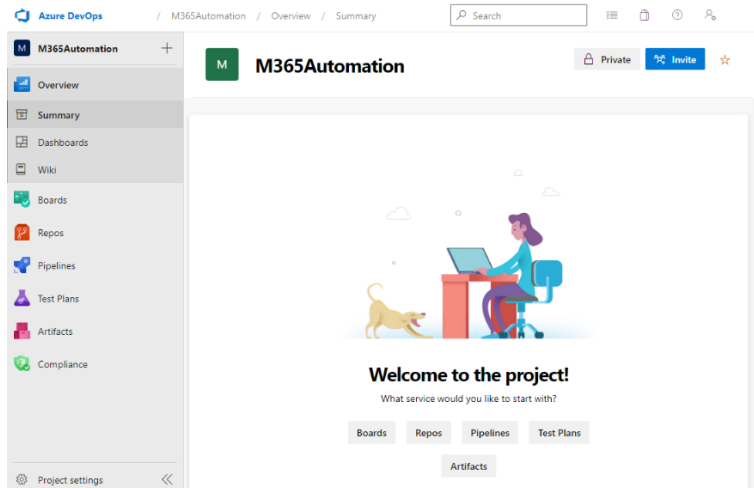 Azure DevOps / M365Automation / Overview / Summary Search
M M365Automation +
M M365Automation Private Invite
Overview
Summary
Dashboards
Wiki
Boards
Repos
Pipelines
Test Plans
Artifacts
Compliance
Welcome to the project!
What service would you like to start with?
Boards Repos Pipelines Test Plans
Artifacts
Project settings